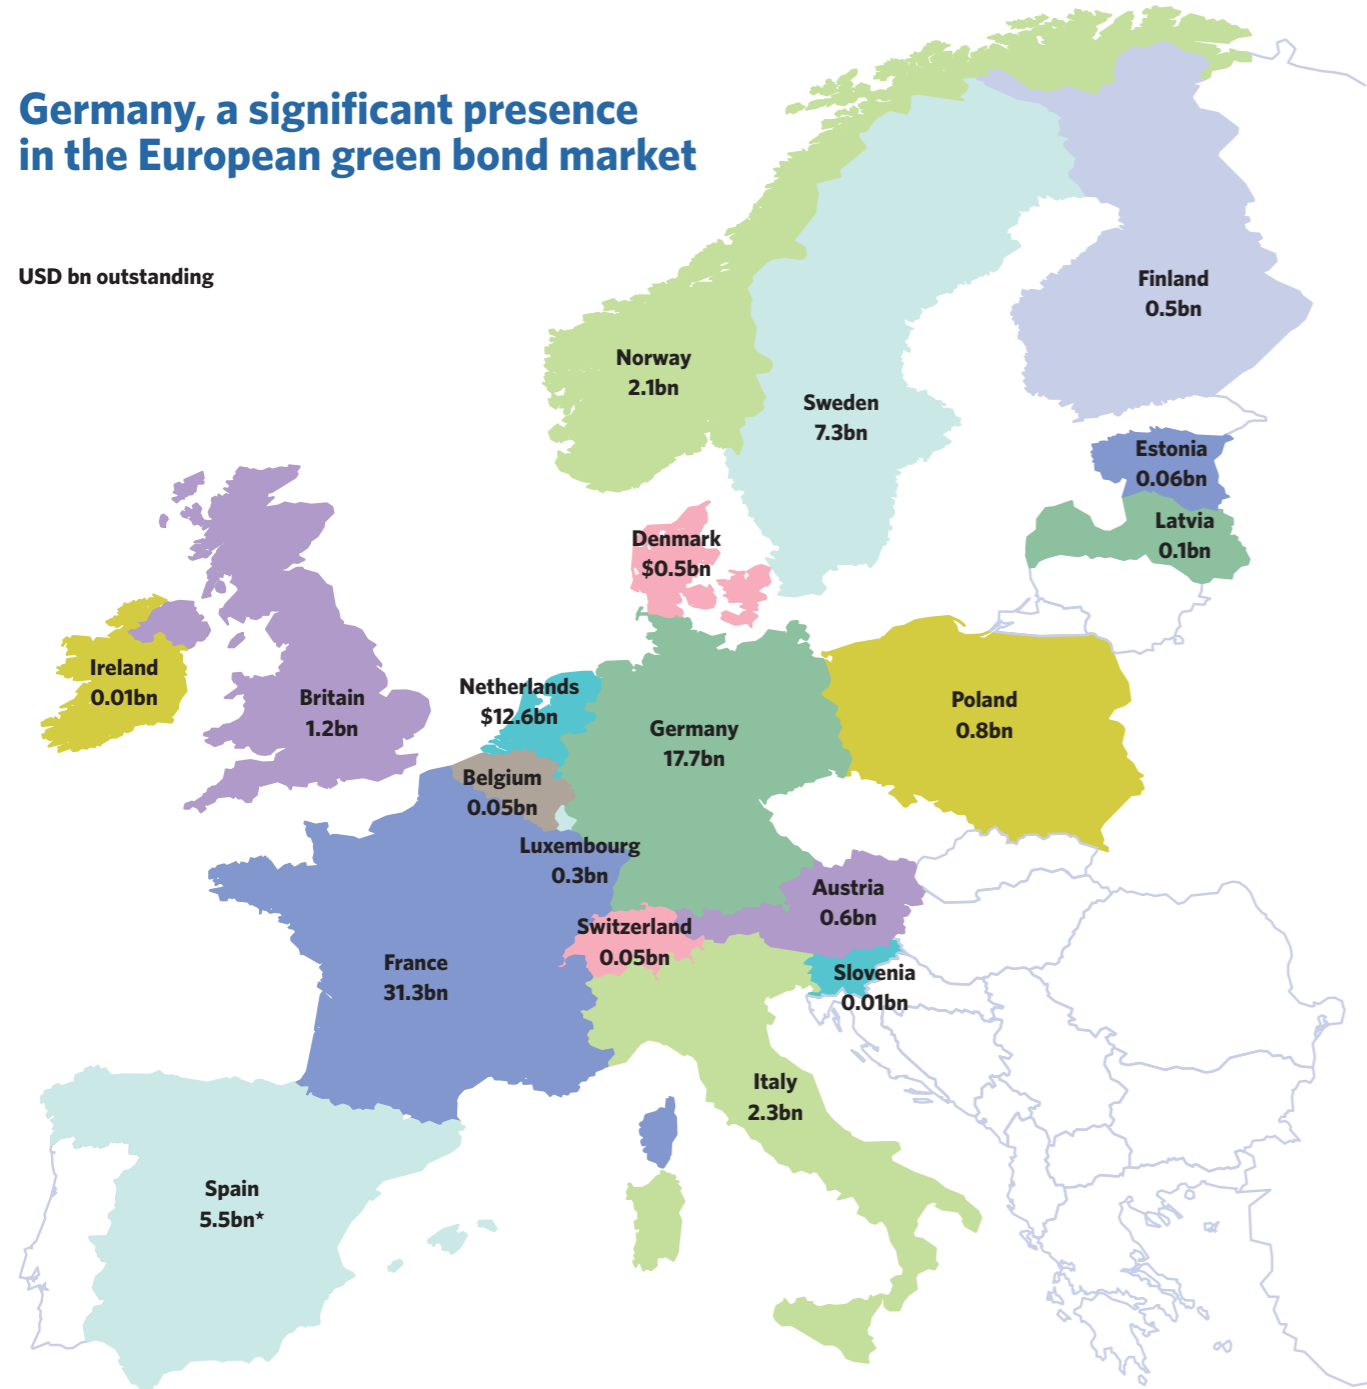 Germany, a significant presence
in the European green bond market
USD bn outstanding
Finland
0.5bn
Norway
2.1bn
Sweden
7.3bn
Estonia
0.06bn
Latvia
0.1bn
Denmark
$0.5bn
Ireland
0.01bn
Britain
1.2bn
Netherlands
$12.6bn
Germany
17.7bn
Poland
0.8bn
Belgium
0.05bn
Luxembourg
0.3bn
Austria
0.6bn
Switzerland
0.05bn
France
31.3bn
Slovenia
0.01bn
Italy
2.3bn
Spain
5.5bn★